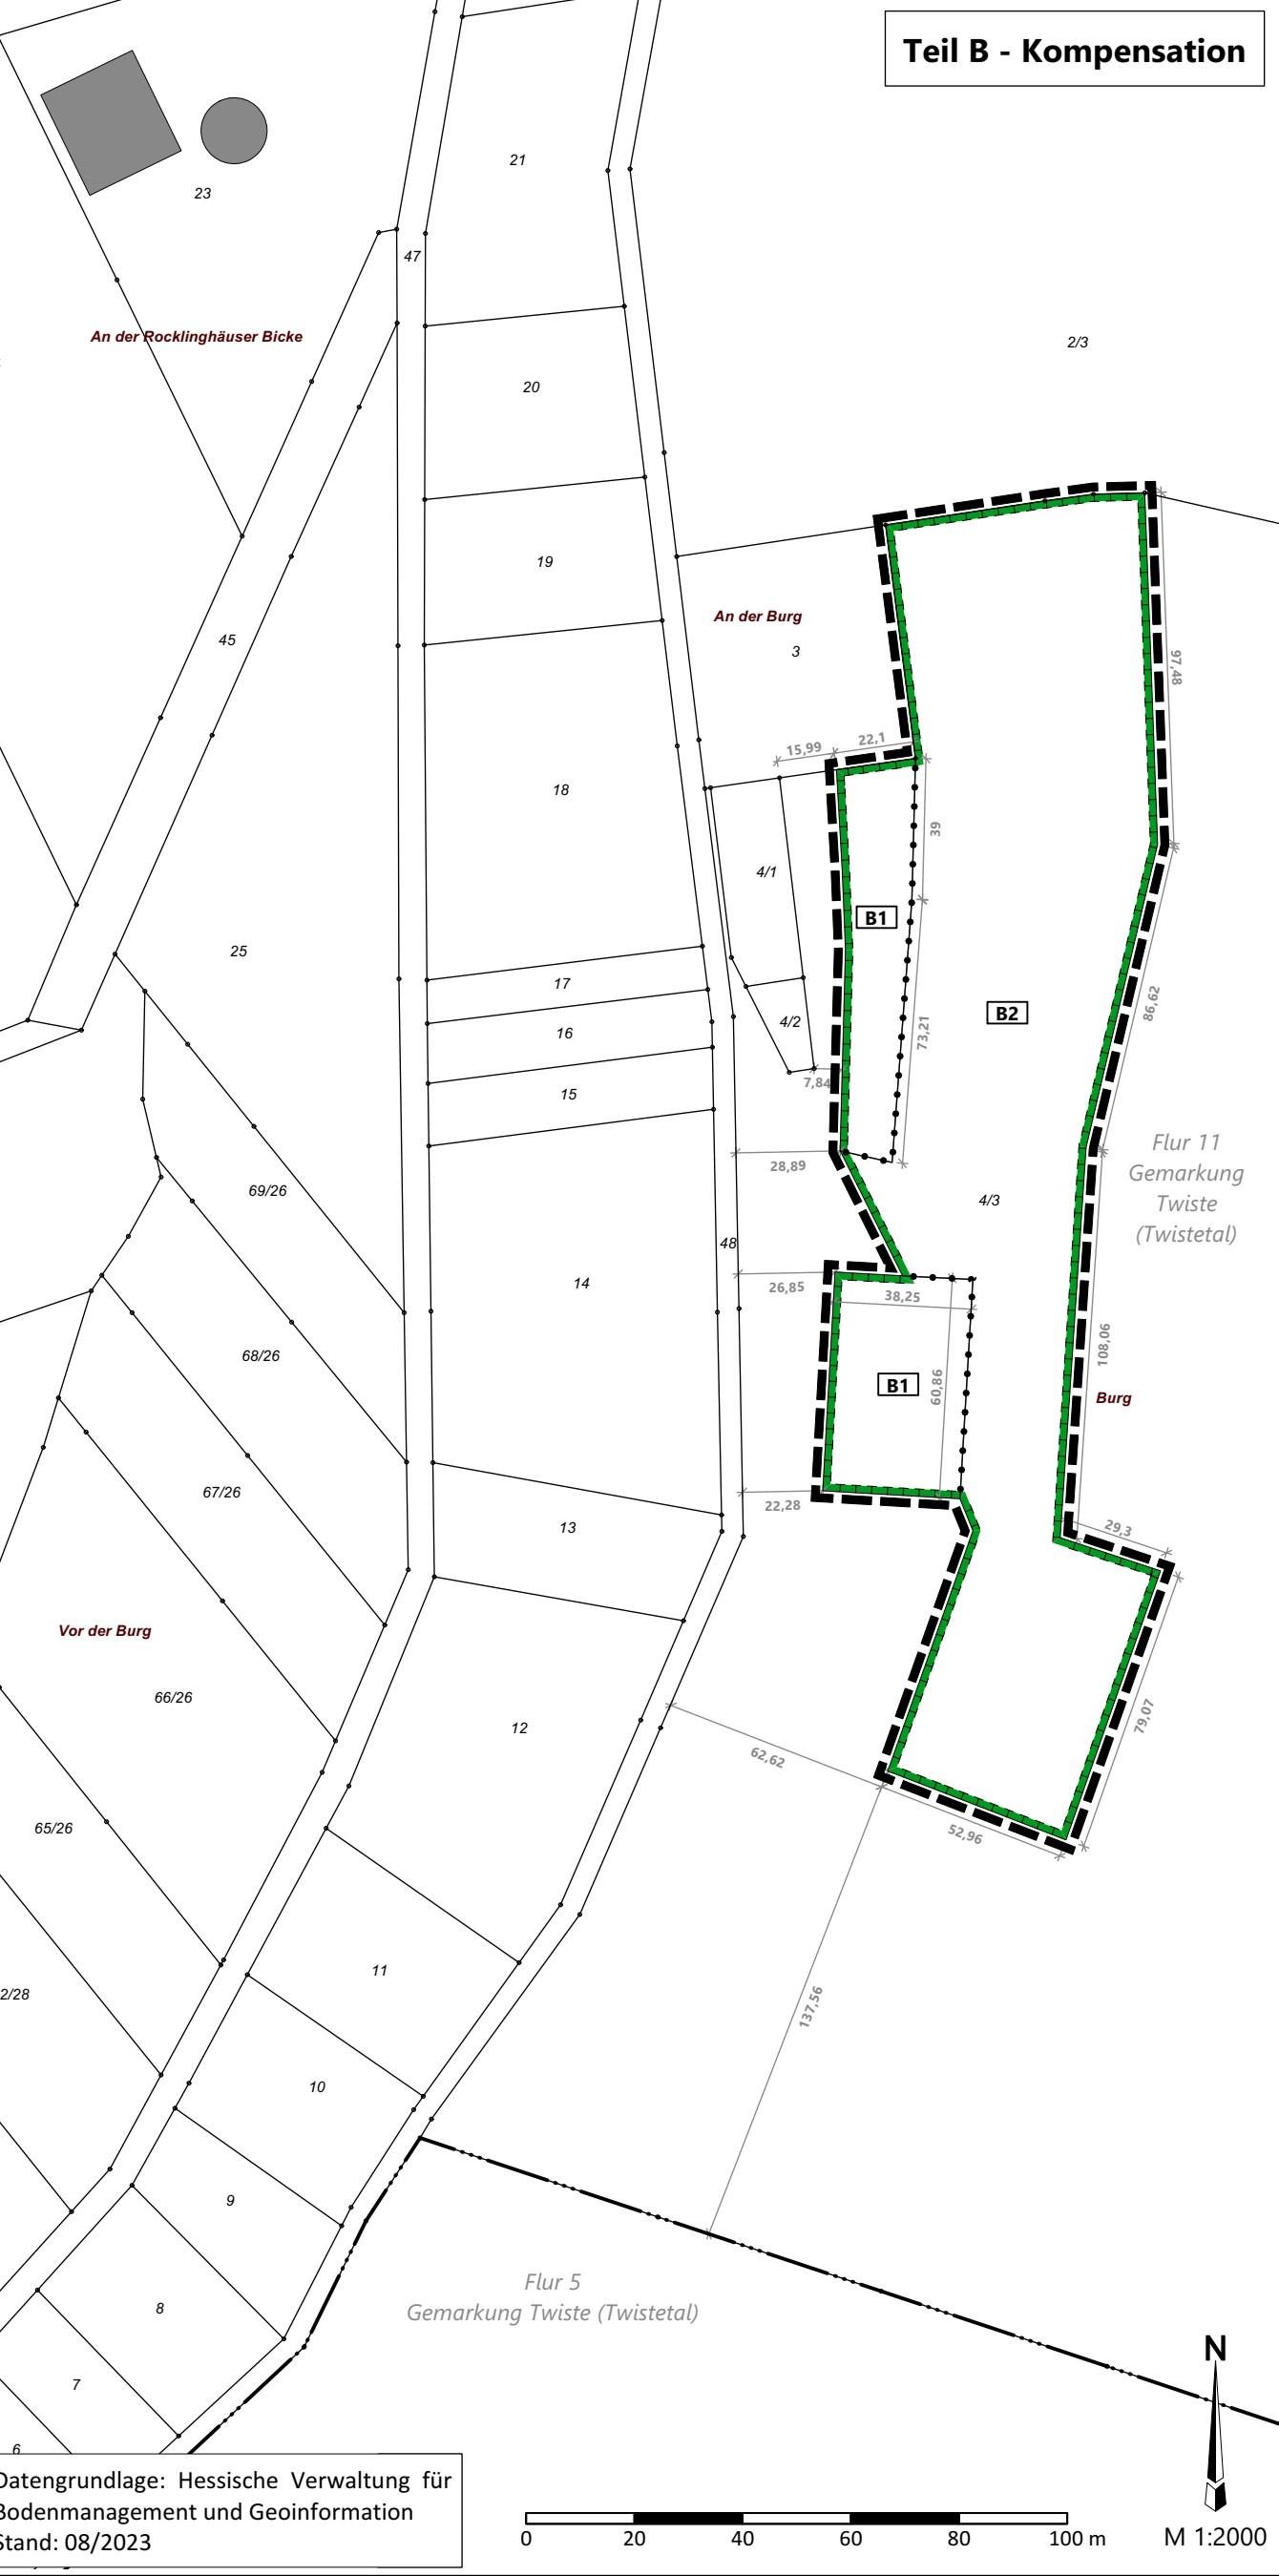 Teil B - Kompensation
21
23
47
An der Rocklinghäuser Bicke
2/3
20
19
An der Burg
3
45
97,48
15,99
22,1
18
39
4/1
B1
25
17
B2
86,62
4/2
16
73,21
7,84
15
Flur 11
Gemarkung
Twiste
(Twistetal)
28,89
69/26
4/3
48
14
26,85
38,25
68/26
108,06
60,86
B1
Burg
67/26
22,28
13
29,3
Vor der Burg
66/26
12
79,07
62,62
65/26
52,96
11
2/28
137,56
10
9
Flur 5
Gemarkung Twiste (Twistetal)
8
7
6
N
Datengrundlage: Hessische Verwaltung für
Bodenmanagement und Geoinformation
Stand: 08/2023
0 20 40 60 80 100 m
M 1:2000